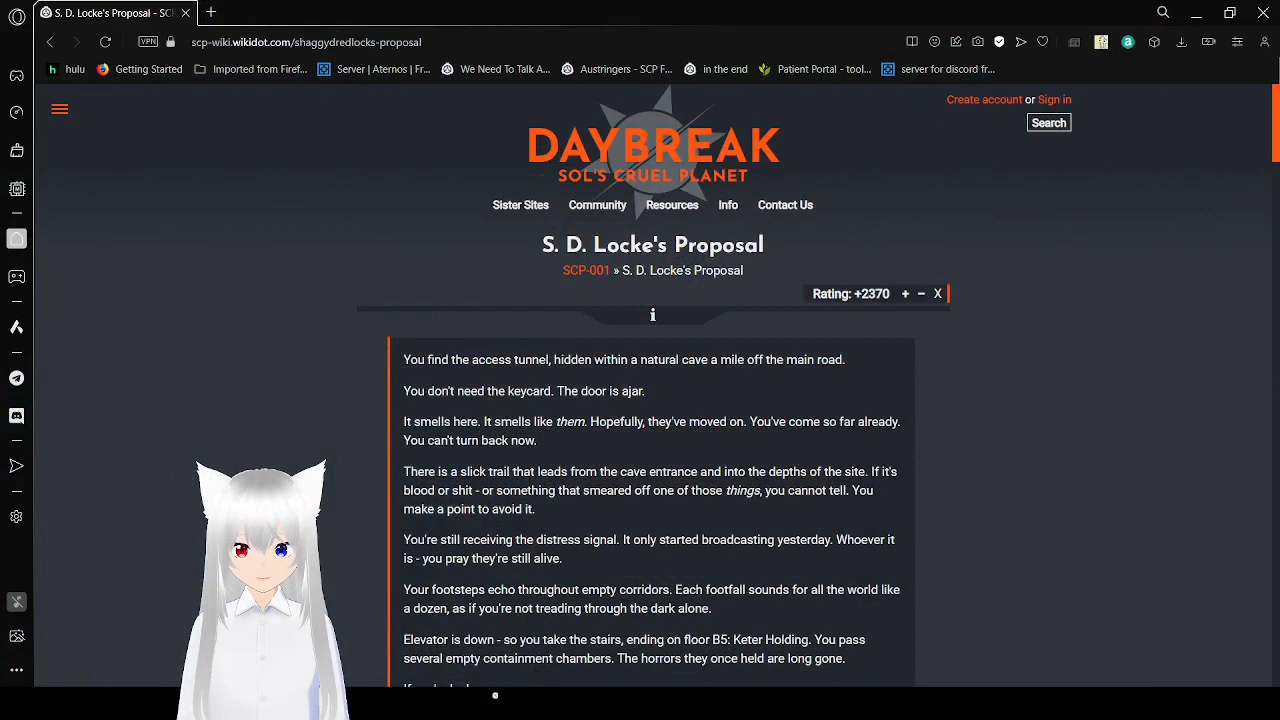 S. D. Locke's Proposal - SCP
VPN
scp-wiki.wikidot.com/shaggydredlocks-proposal
hulu
Getting Started
Imported from Firef...
Server | Aternos | Fr...
We Need To Talk A...
Austringers - SCP F...
in the end
Patient Portal - tool...
server for discord fr...
Create account or Sign in
Search
DAYBREAK
SOL'S CRUEL PLANET
Sister Sites
Community
Resources
Info
Contact Us
S. D. Locke's Proposal
SCP-001 » S. D. Locke's Proposal
Rating: +2370 + – X
You find the access tunnel, hidden within a natural cave a mile off the main road.
You don't need the keycard. The door is ajar.
It smells here. It smells like them. Hopefully, they've moved on. You've come so far already.
You can't turn back now.
There is a slick trail that leads from the cave entrance and into the depths of the site. If it's
blood or shit - or something that smeared off one of those things, you cannot tell. You
make a point to avoid it.
You're still receiving the distress signal. It only started broadcasting yesterday. Whoever it
is - you pray they're still alive.
Your footsteps echo throughout empty corridors. Each footfall sounds for all the world like
a dozen, as if you're not treading through the dark alone.
Elevator is down - so you take the stairs, ending on floor B5: Keter Holding. You pass
several empty containment chambers. The horrors they once held are long gone.